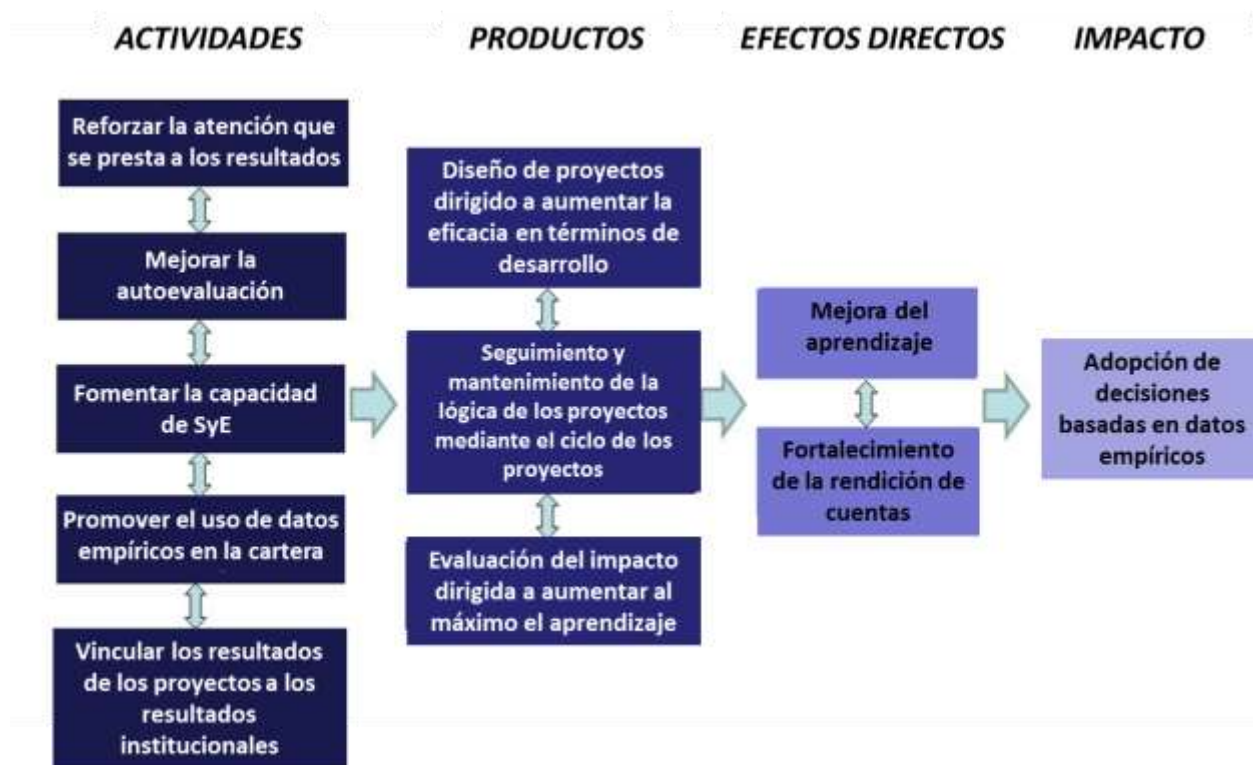 ACTIVIDADES
PRODUCTOS
EFECTOS DIRECTOS
IMPACTO
Reforzar la atención que
se presta a los resultados
Mejorar la
autoevaluación
Fomentar la capacidad
de SyE
Promover el uso de datos
empíricos en la cartera
Vincular los resultados
de los proyectos a los
resultados
institucionales
Diseño de proyectos
dirigido a aumentar la
eficacia en términos de
desarrollo
Seguimiento y
mantenimiento de la
lógica de los proyectos
mediante el ciclo de los
proyectos
Evaluación del impacto
dirigida a aumentar al
máximo el aprendizaje
Mejora del
aprendizaje
Fortalecimiento
de la rendición de
cuentas
Adopción de
decisiones
basadas en datos
empíricos